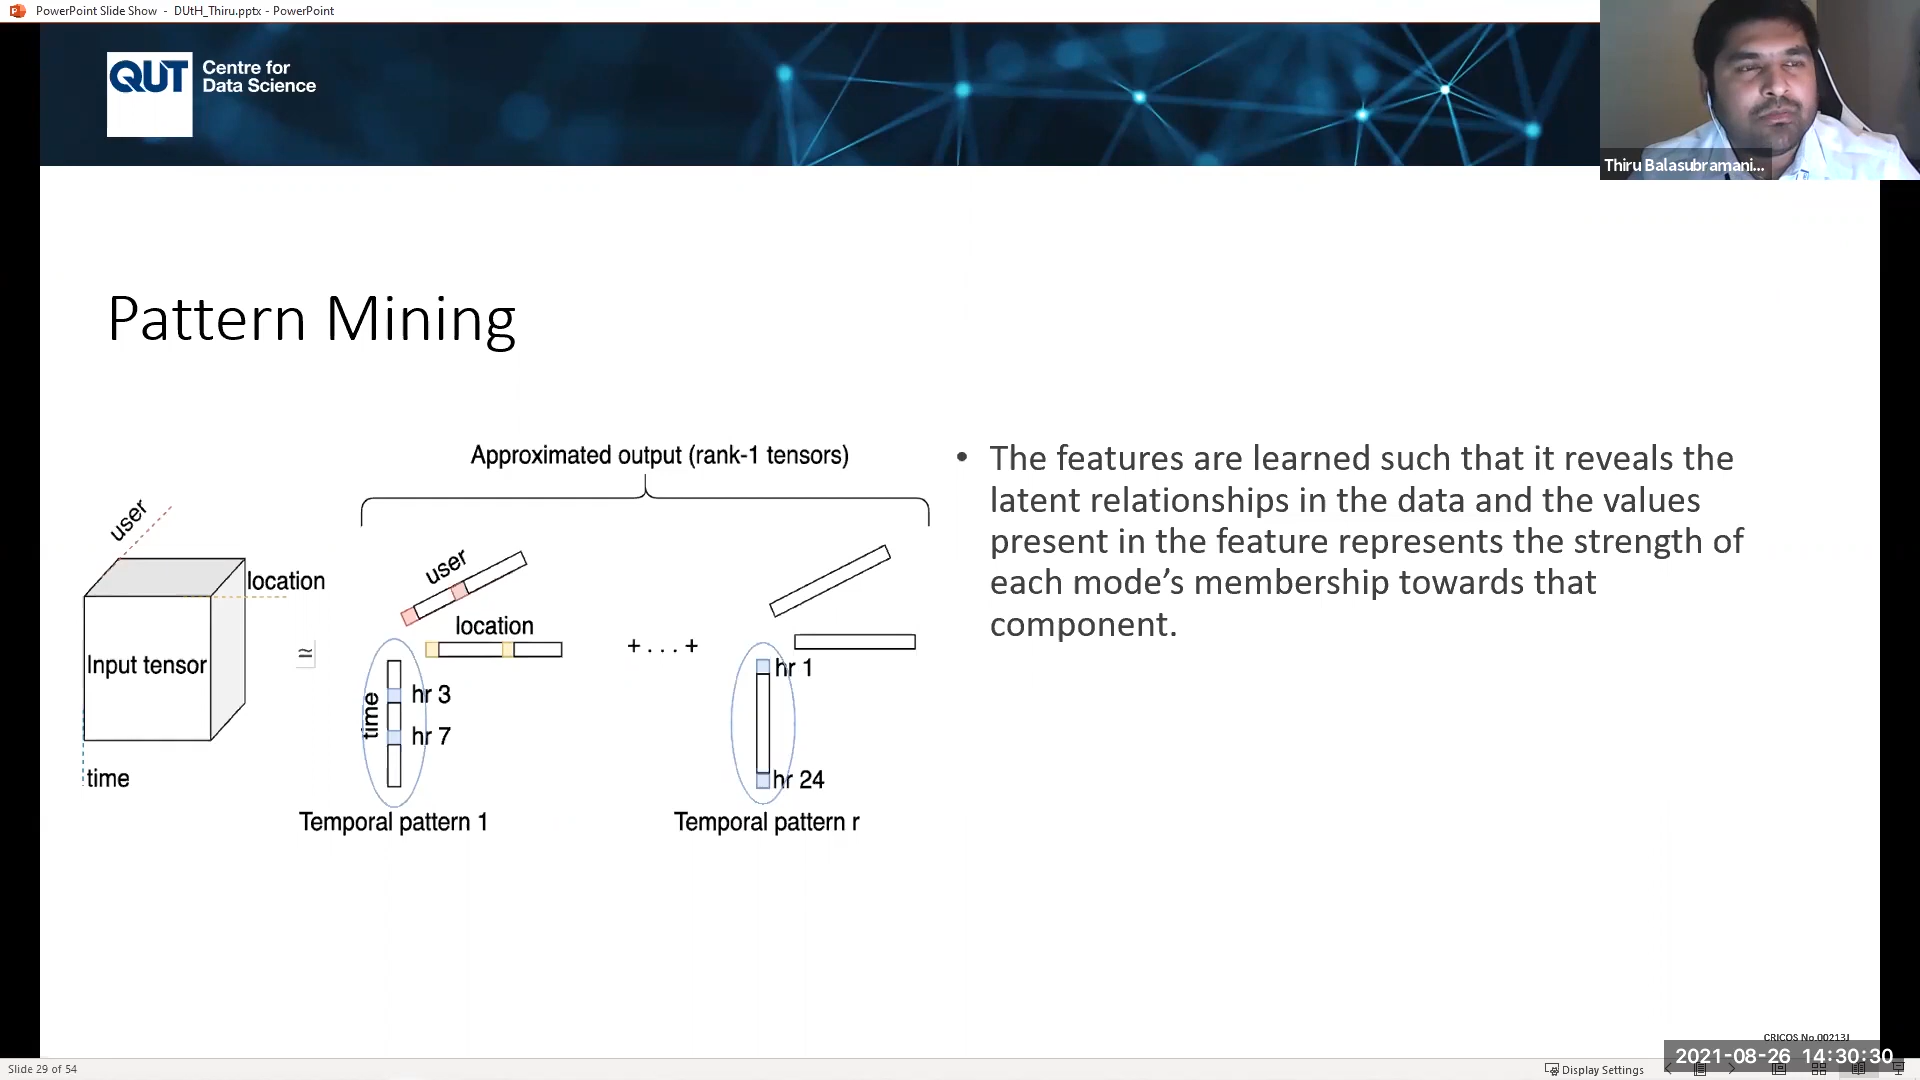 PowerPoint Slide Show - DUtH_Thiru.pptx - PowerPoint
QUT Centre for
Data Science
Thiru Balasubramani...
Pattern Mining
Approximated output (rank-1 tensors)
user
location
Input tensor
time
≃
user
location
time
hr 3
hr 7
Temporal pattern 1
+ . . . +
hr 1
hr 24
Temporal pattern r
• The features are learned such that it reveals the
latent relationships in the data and the values
present in the feature represents the strength of
each mode’s membership towards that
component.
CRICOS No.00213J
Slide 29 of 54
Display Settings
2021-08-26 14:30:30